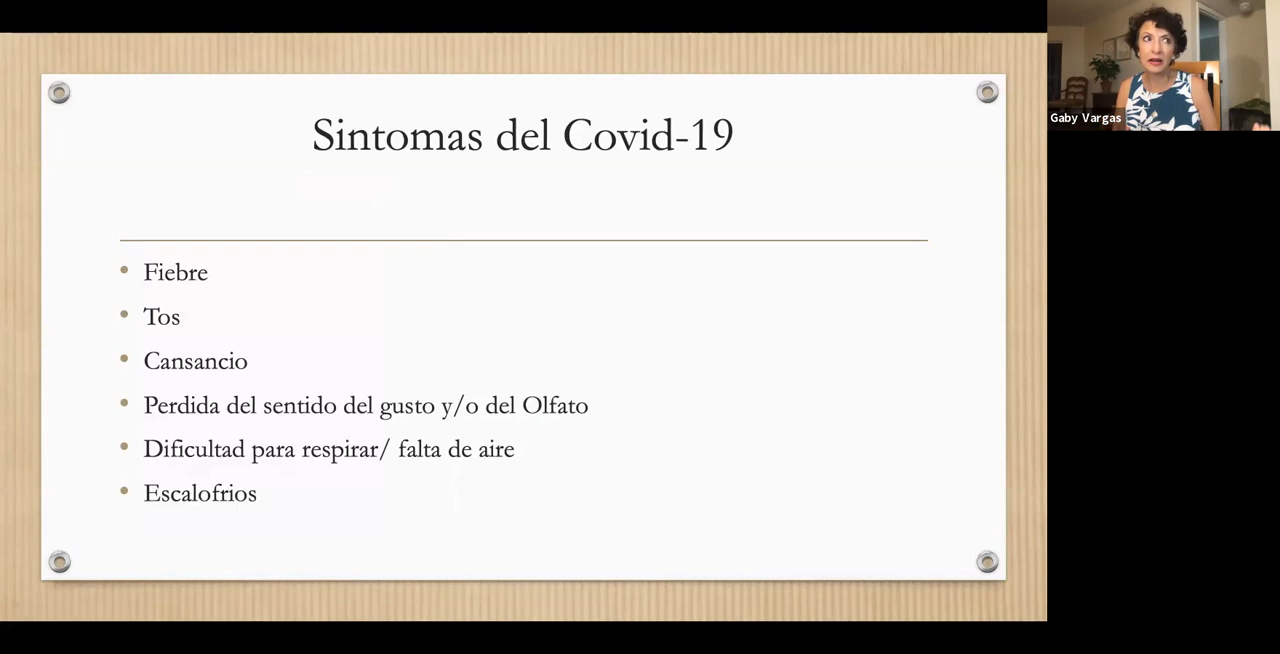 Sintomas del Covid-19
Fiebre
Tos
Cansancio
Perdida del sentido del gusto y/o del Olfato
Dificultad para respirar/ falta de aire
Escalofrios
Gaby Vargas